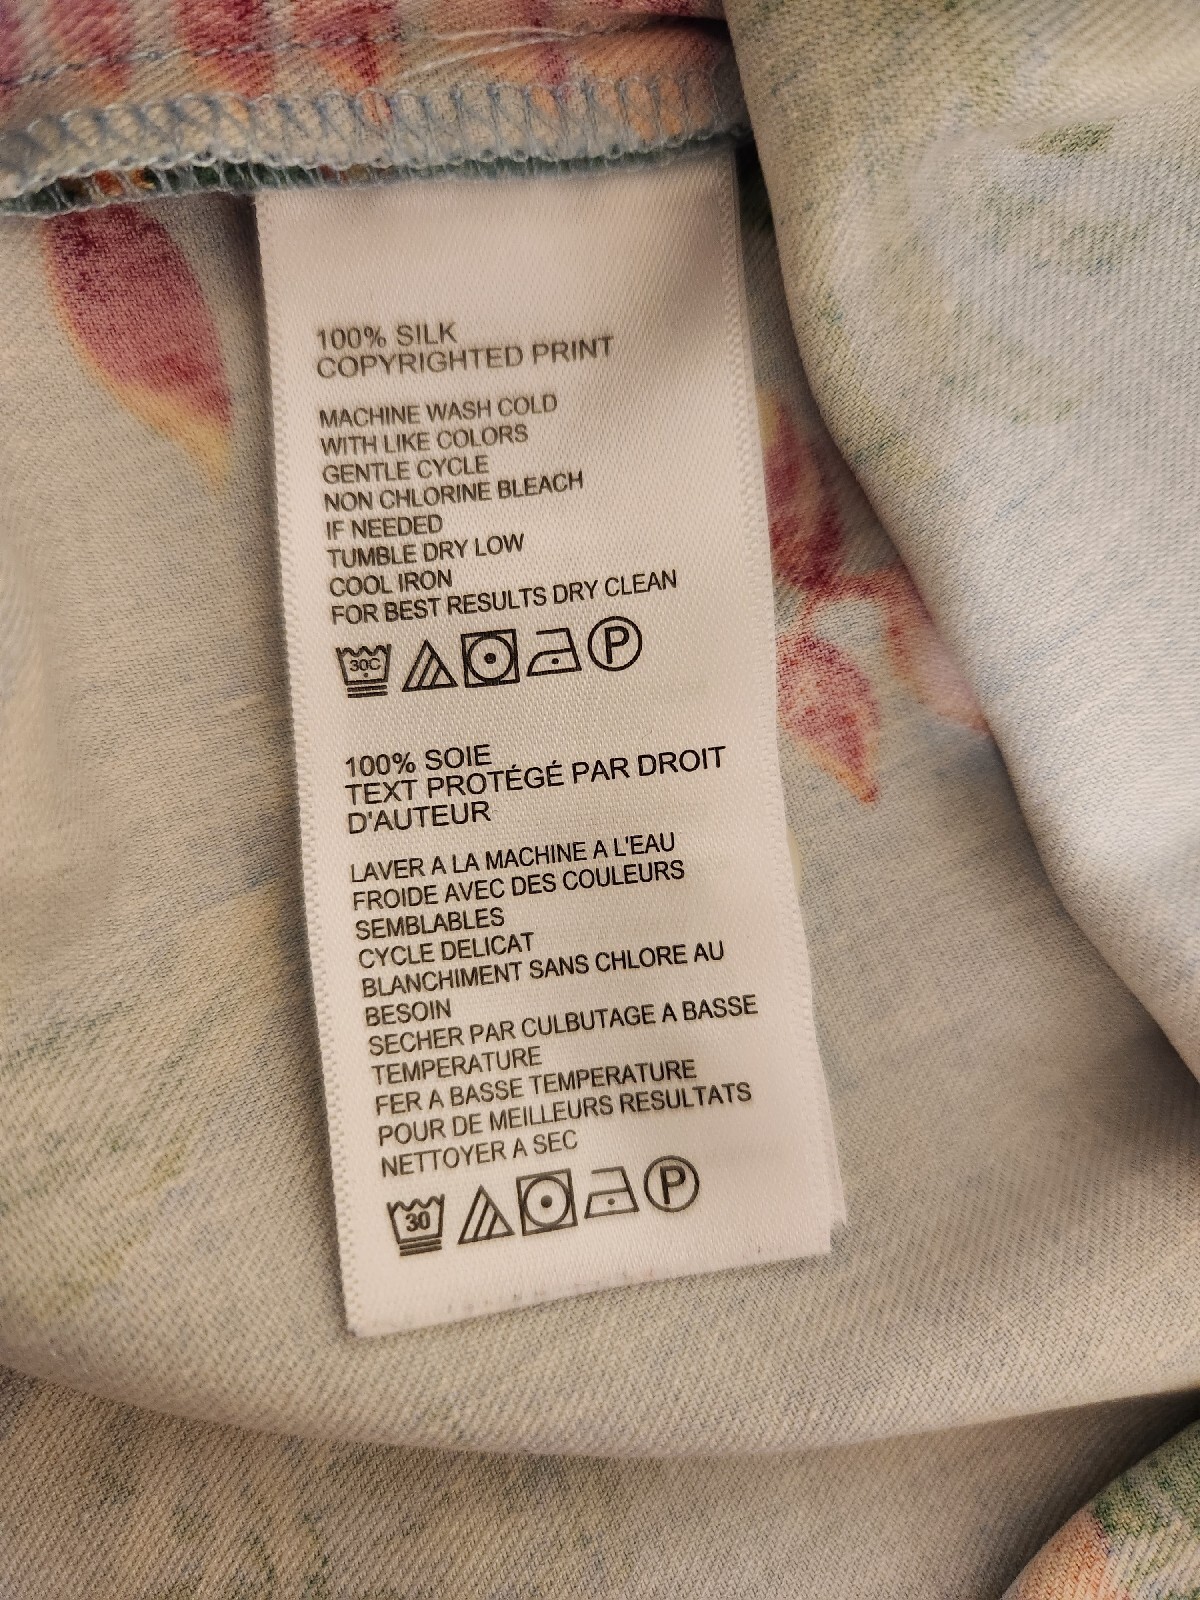 100% SILK
COPYRIGHTED PRINT
MACHINE WASH COLD
WITH LIKE COLORS
GENTLE CYCLE
NON CHLORINE BLEACH
IF NEEDED
TUMBLE DRY LOW
COOL IRON
FOR BEST RESULTS DRY CLEAN
30C P
100% SOIE
TEXT PROTÉGÉ PAR DROIT
D'AUTEUR
LAVER A LA MACHINE A L'EAU
FROIDE AVEC DES COULEURS
SEMBLABLES
CYCLE DELICAT
BLANCHIMENT SANS CHLORE AU
BESOIN
SECHER PAR CULBUTAGE A BASSE
TEMPERATURE
FER A BASSE TEMPERATURE
POUR DE MEILLEURS RESULTATS
NETTOYER A SEC
30 P